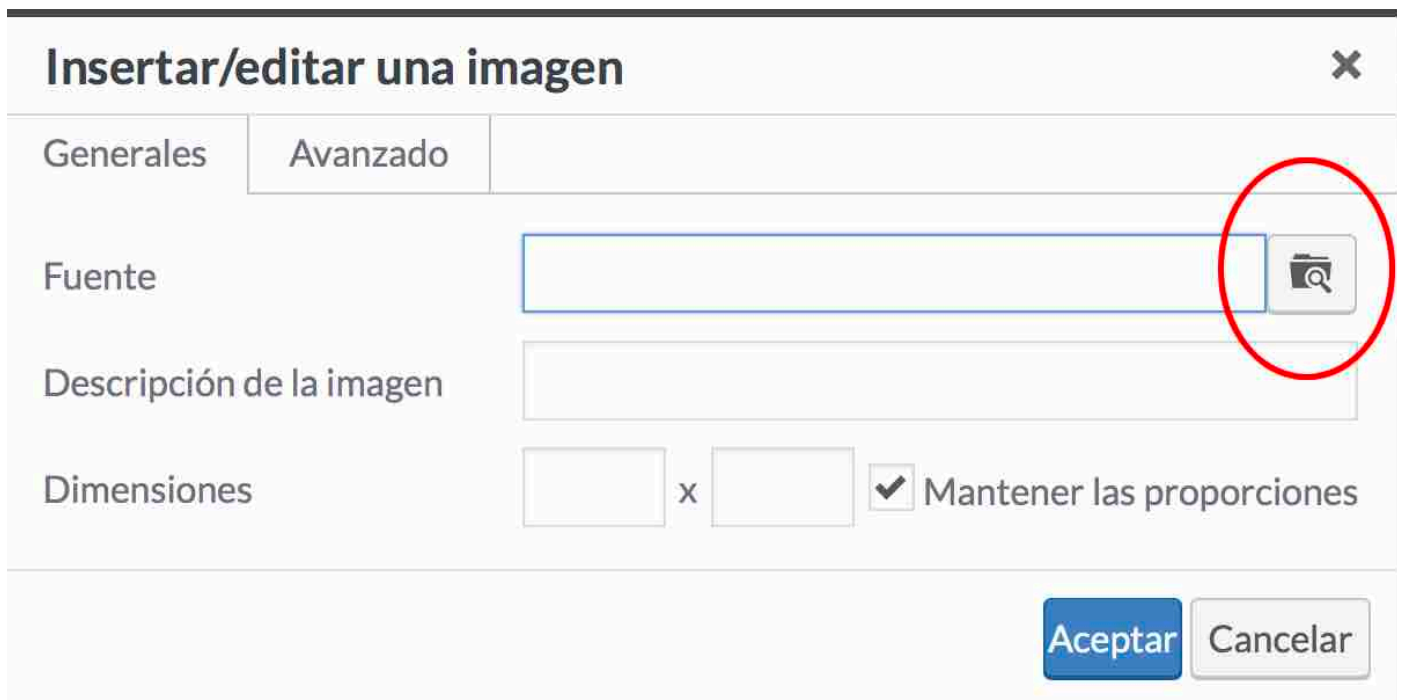 Insertar/editar una imagen
Generales Avanzado
Fuente
Descripción de la imagen
Dimensiones x Mantener las proporciones
Aceptar Cancelar